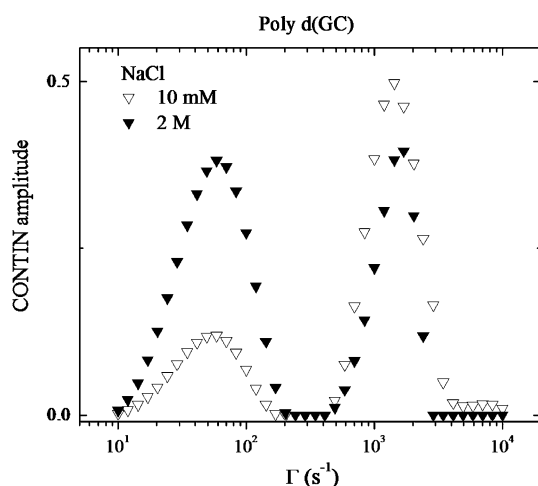 Poly d(GC)
NaCl
▽ 10 mM
▼ 2 M
CONTIN amplitude
0.5
0.0
10¹ 10² 10³ 10⁴
Γ (s⁻¹)